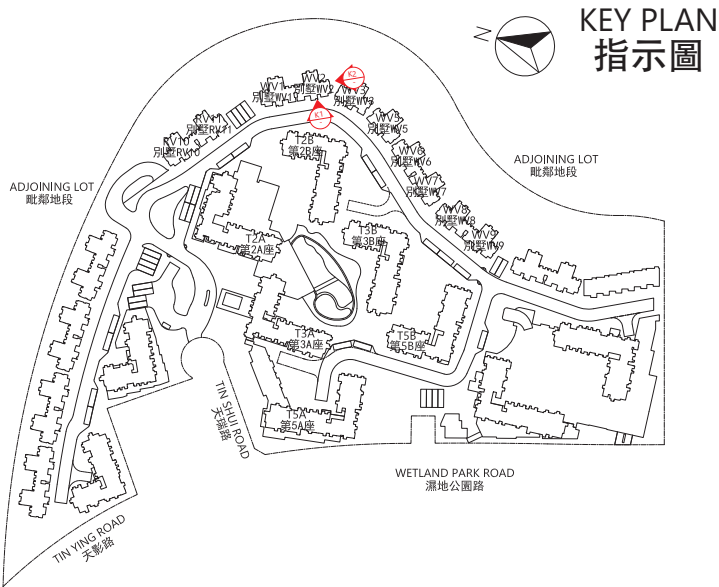 KEY PLAN
指示圖
N
K2
K1
WV1
別墅WV1
WV2
別墅WV2
WV3
別墅WV3
WV5
別墅WV5
WV6
別墅WV6
WV7
別墅WV7
WV8
別墅WV8
WV9
別墅WV9
RV11
別墅RV11
RV10
別墅RV10
T2B
第2B座
ADJOINING LOT
毗鄰地段
ADJOINING LOT
毗鄰地段
T2A
第2A座
T3B
第3B座
T3A
第3A座
T5B
第5B座
T5A
第5A座
TIN SHUI ROAD
天瑞路
WETLAND PARK ROAD
濕地公園路
TIN YING ROAD
天影路